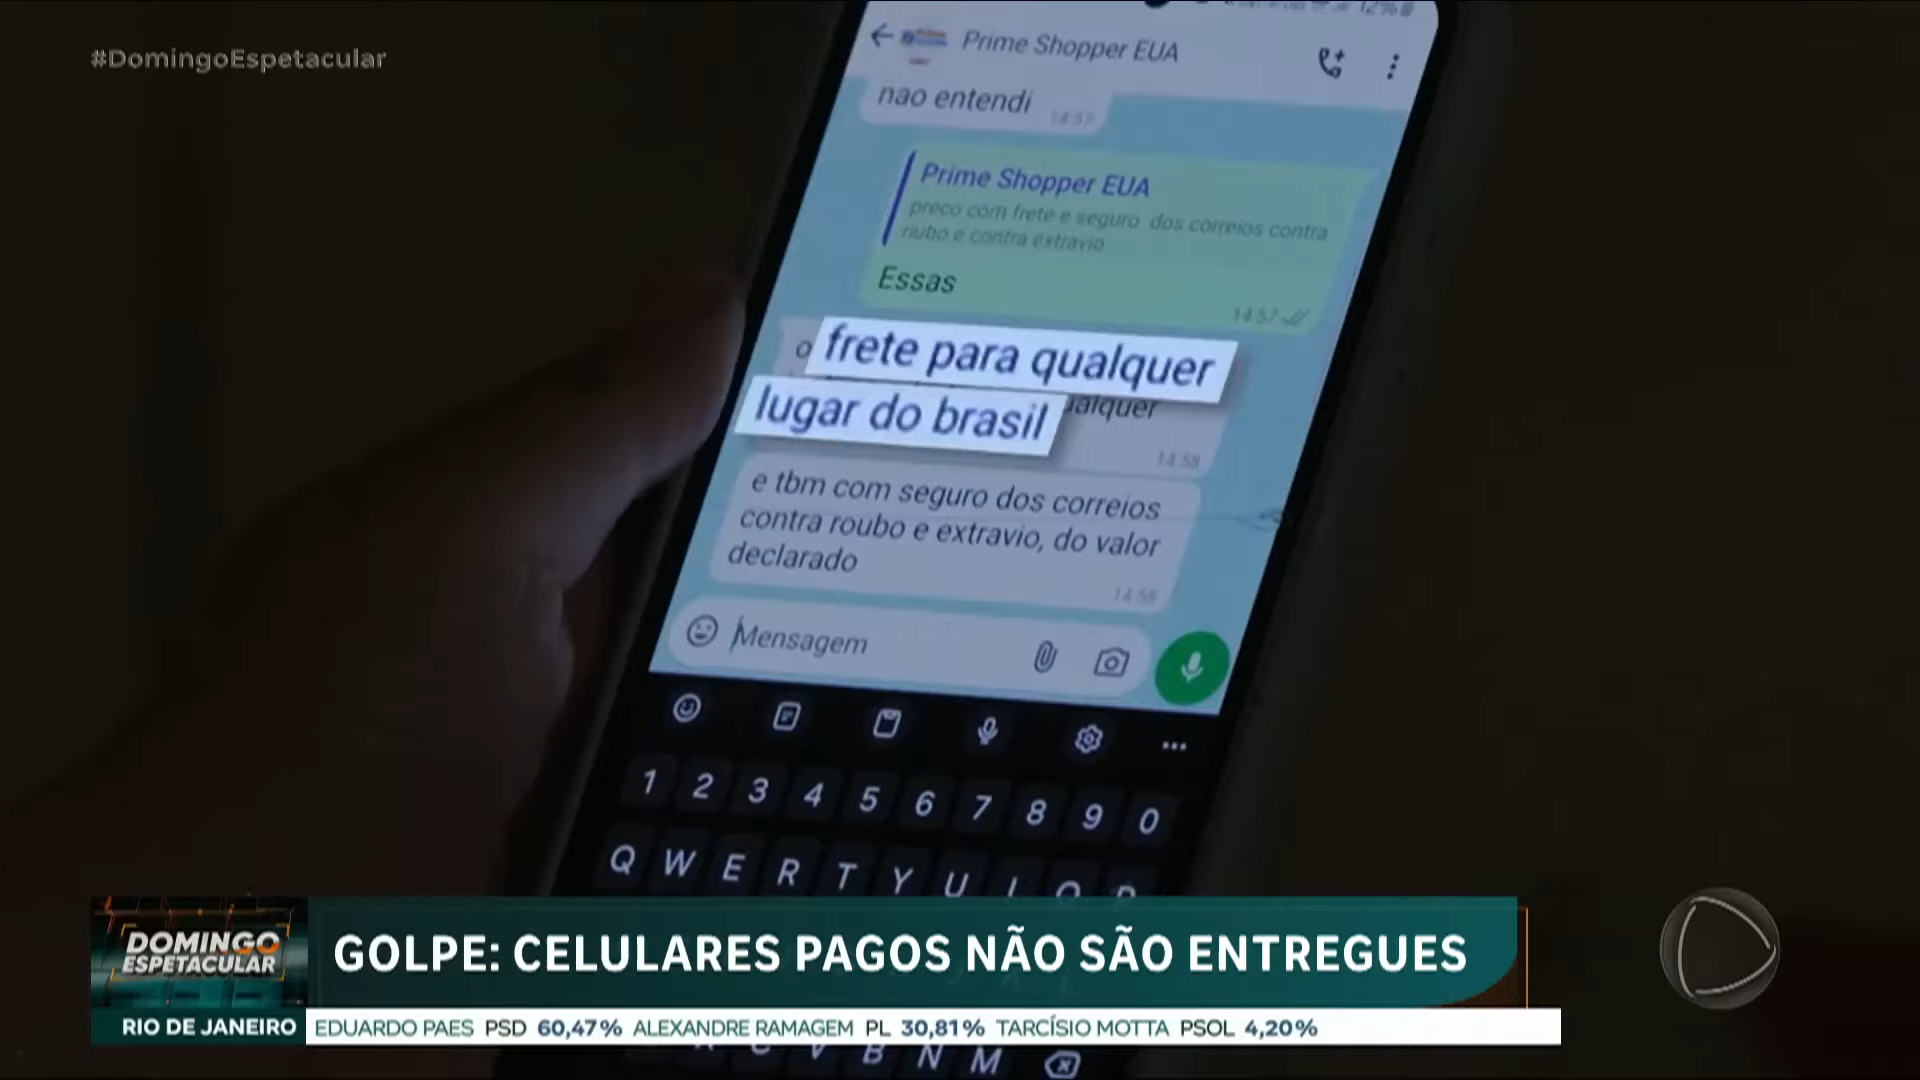 #DomingoEspetacular
12%
Prime Shopper EUA
nao entendi
14:57
Prime Shopper EUA
preco com frete e seguro dos correios contra
rubo e contra extravio
Essas
14:57
frete para qualquer
lugar do brasil
14:58
e tbm com seguro dos correios
contra roubo e extravio, do valor
declarado
14:58
Mensagem
1 2 3 4 5 6 7 8 9 0
Q W E R T Y U I O P
DOMINGO
ESPETACULAR
GOLPE: CELULARES PAGOS NÃO SÃO ENTREGUES
RIO DE JANEIRO EDUARDO PAES PSD 60,47% ALEXANDRE RAMAGEM PL 30,81% TARCÍSIO MOTTA PSOL 4,20%
C V B N M